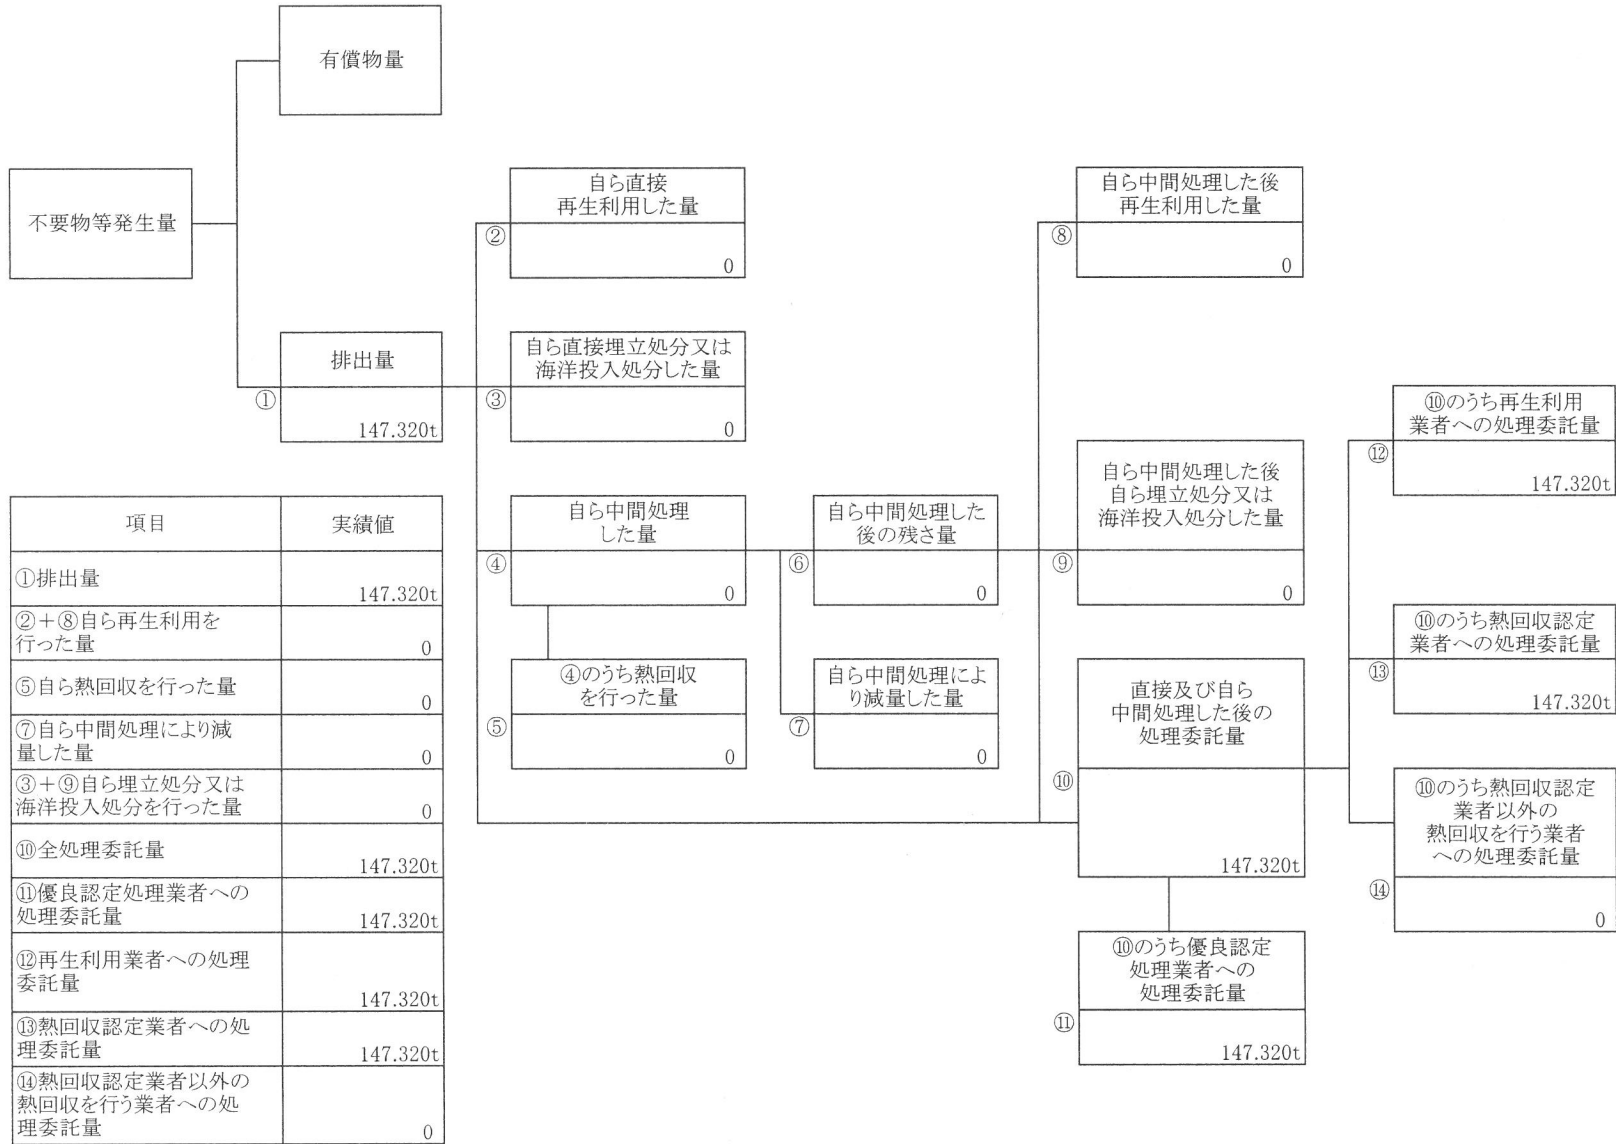 有償物量
不要物等発生量
自ら直接
再生利用した量
②
0
自ら中間処理した後
再生利用した量
⑧
0
排出量
①
147.320t
自ら直接埋立処分又は
海洋投入処分した量
③
0
⑩のうち再生利用
業者への処理委託量
⑫
147.320t
自ら中間処理
した量
④
0
自ら中間処理した
後の残さ量
⑥
0
自ら中間処理した後
自ら埋立処分又は
海洋投入処分した量
⑨
0
⑩のうち熱回収認定
業者への処理委託量
⑬
147.320t
④のうち熱回収
を行った量
⑤
0
自ら中間処理によ
り減量した量
⑦
0
直接及び自ら
中間処理した後の
処理委託量
⑩
147.320t
⑩のうち熱回収認定
業者以外の
熱回収を行う業者
への処理委託量
⑭
0
⑩のうち優良認定
処理業者への
処理委託量
⑪
147.320t
項目
実績値
①排出量
147.320t
②+⑧自ら再生利用を
行った量
0
⑤自ら熱回収を行った量
0
⑦自ら中間処理により減
量した量
0
③+⑨自ら埋立処分又は
海洋投入処分を行った量
0
⑩全処理委託量
147.320t
⑪優良認定処理業者への
処理委託量
147.320t
⑫再生利用業者への処理
委託量
147.320t
⑬熱回収認定業者への処
理委託量
147.320t
⑭熱回収認定業者以外の
熱回収を行う業者への処
理委託量
0